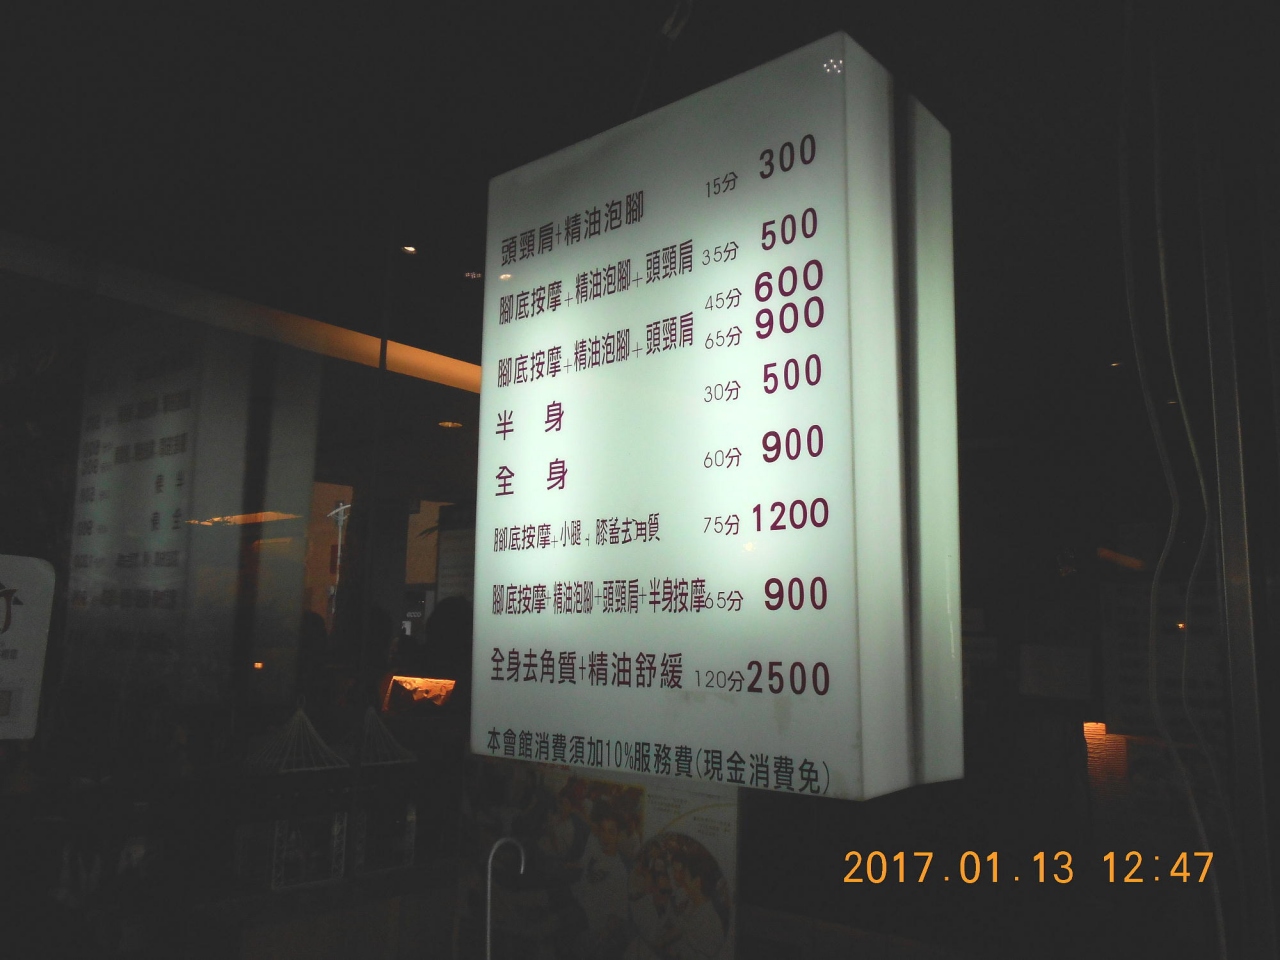 頭頸肩+精油泡腳 15分 300
腳底按摩+精油泡腳+頭頸肩 35分 500
45分 600
腳底按摩+精油泡腳+頭頸肩 65分 900
半 身 30分 500
全 身 60分 900
腳底按摩+小腿、膝蓋去角質 75分 1200
腳底按摩+精油泡腳+頭頸肩+半身按摩65分 900
全身去角質+精油舒緩 120分2500
本會館消費須加10%服務費(現金消費免)
2017.01.13 12:47